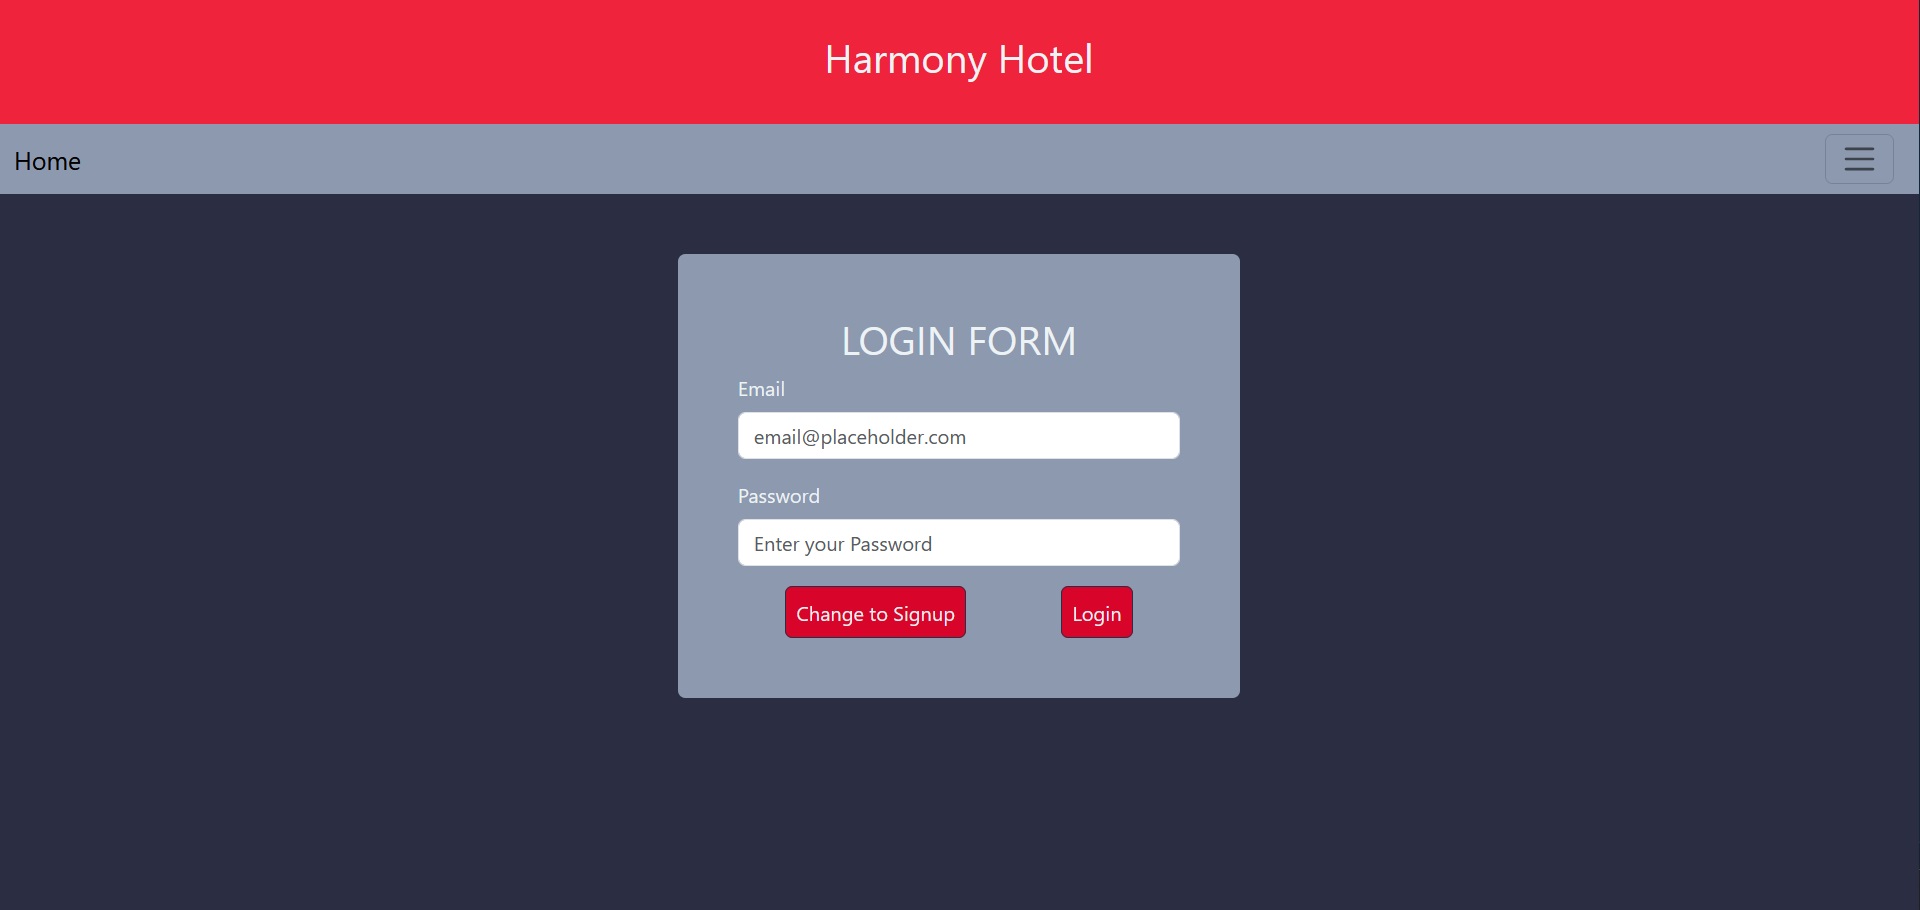 Harmony Hotel
Home
LOGIN FORM
Email
email@placeholder.com
Password
Enter your Password
Change to Signup
Login